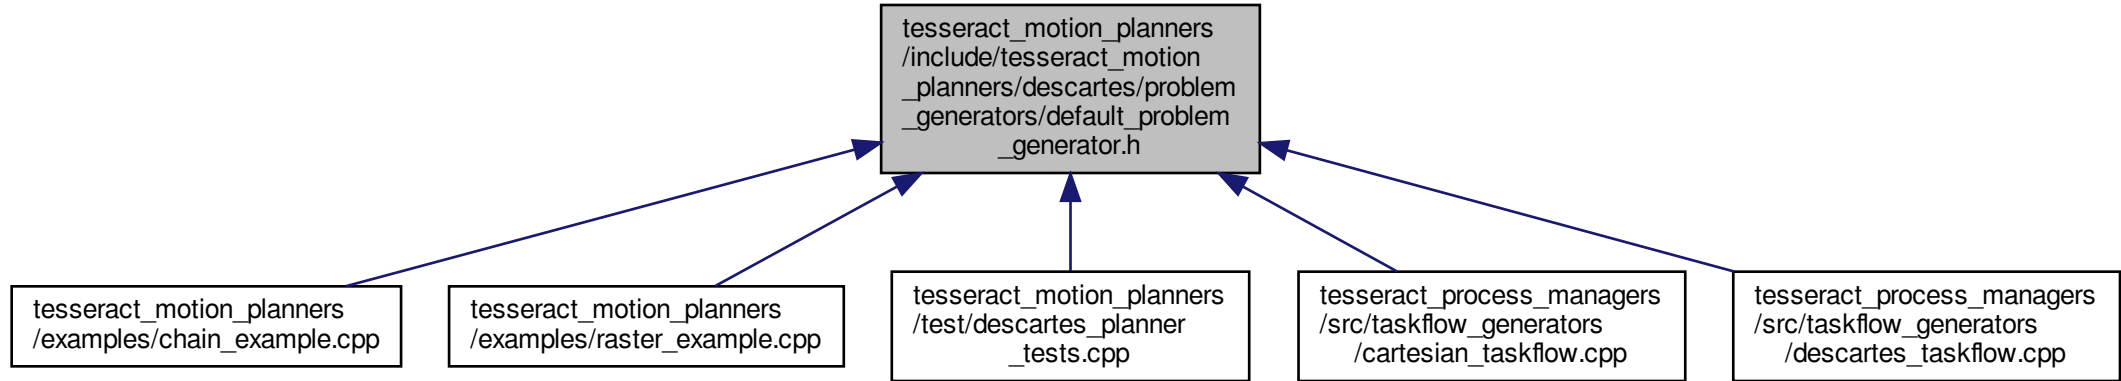 tesseract_motion_planners
/include/tesseract_motion
_planners/descartes/problem
_generators/default_problem
_generator.h
tesseract_motion_planners
/examples/chain_example.cpp
tesseract_motion_planners
/examples/raster_example.cpp
tesseract_motion_planners
/test/descartes_planner
_tests.cpp
tesseract_process_managers
/src/taskflow_generators
/cartesian_taskflow.cpp
tesseract_process_managers
/src/taskflow_generators
/descartes_taskflow.cpp